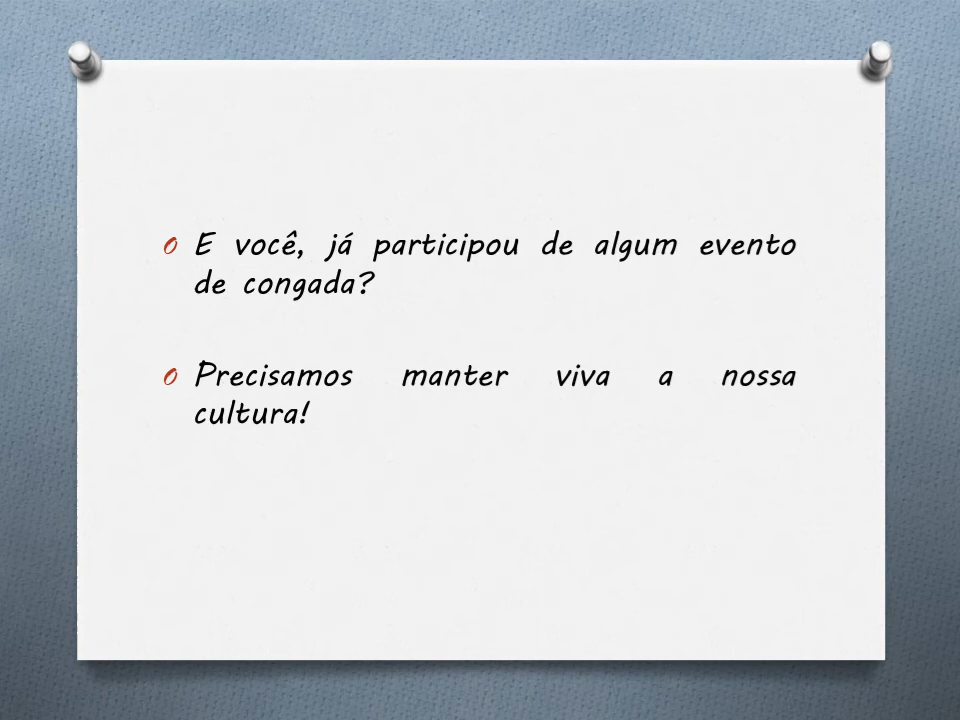 E você, já participou de algum evento
de congada?
Precisamos manter viva a nossa
cultura!